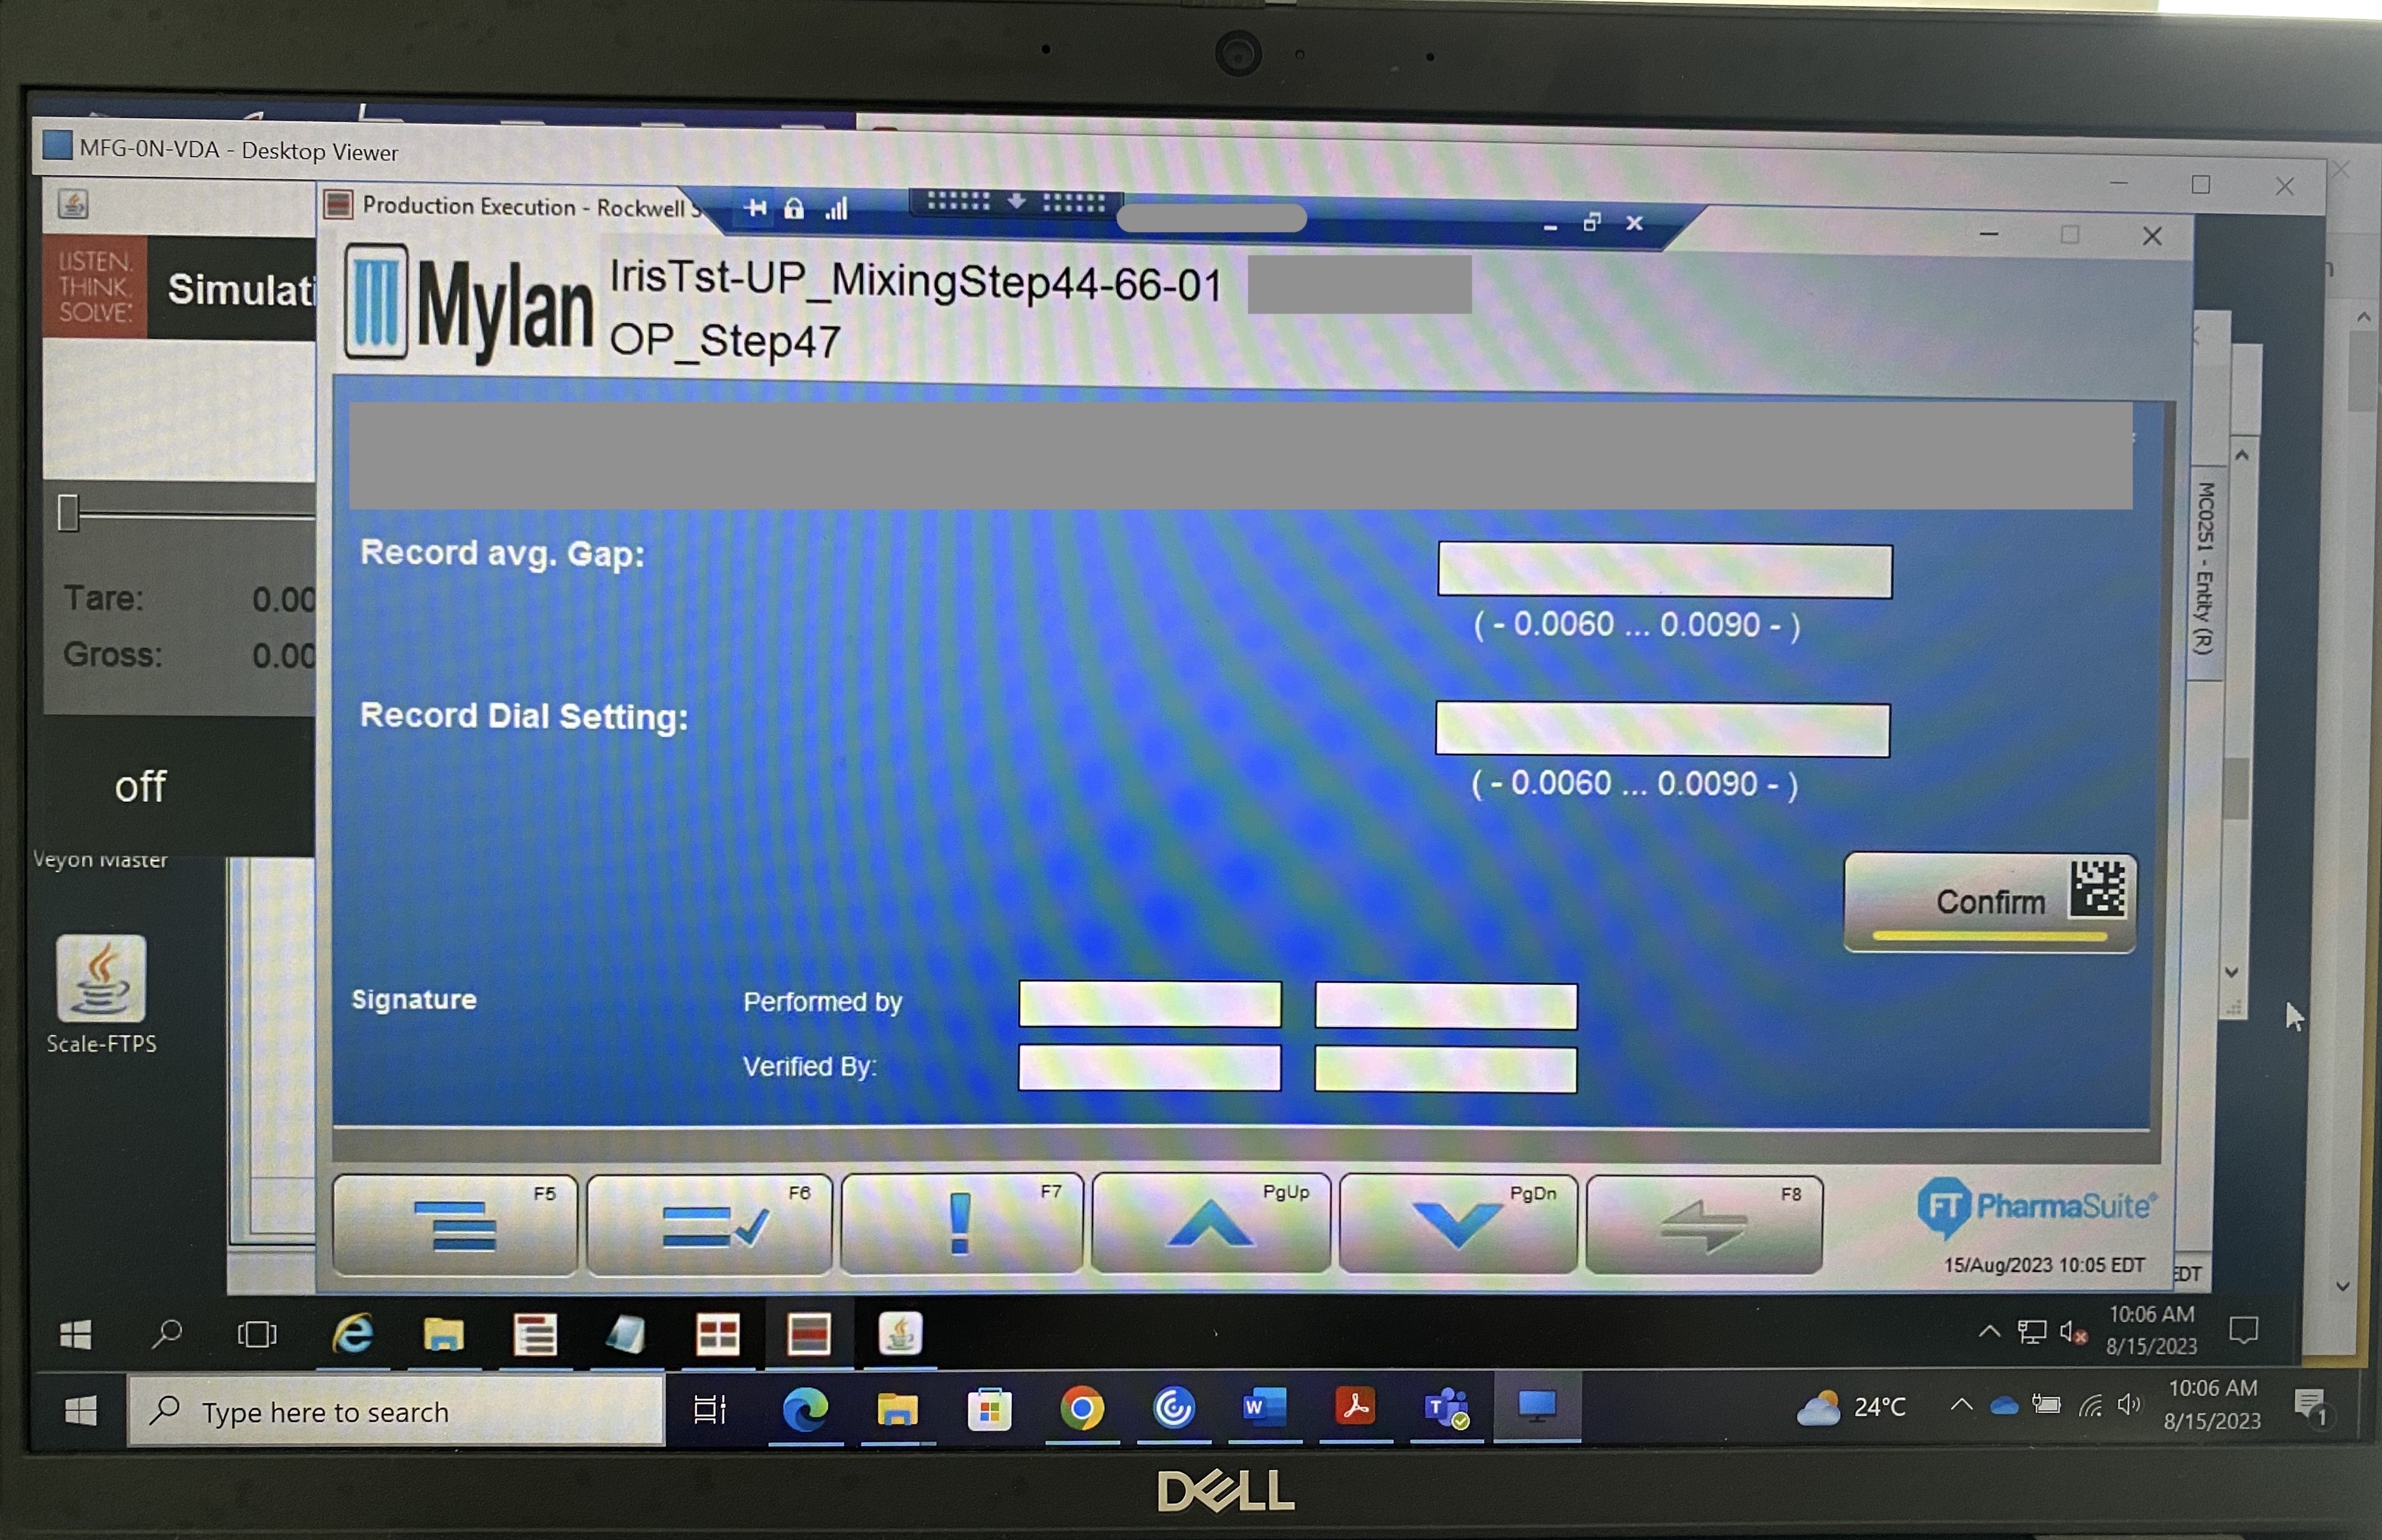 MFG-0N-VDA - Desktop Viewer
Production Execution - Rockwell S
LISTEN.
THINK.
SOLVE.
Simulati
Mylan
IrisTst-UP_MixingStep44-66-01
OP_Step47
Record avg. Gap:
( - 0.0060 ... 0.0090 - )
Tare: 0.00
Gross: 0.00
MC0251 - Entity (R)
Record Dial Setting:
( - 0.0060 ... 0.0090 - )
off
Veyon Master
Confirm
Scale-FTPS
Signature
Performed by
Verified By:
F5
F6
F7
PgUp
PgDn
F8
FT PharmaSuite®
15/Aug/2023 10:05 EDT
EDT
10:06 AM
8/15/2023
Type here to search
24°C
10:06 AM
8/15/2023
1
DELL